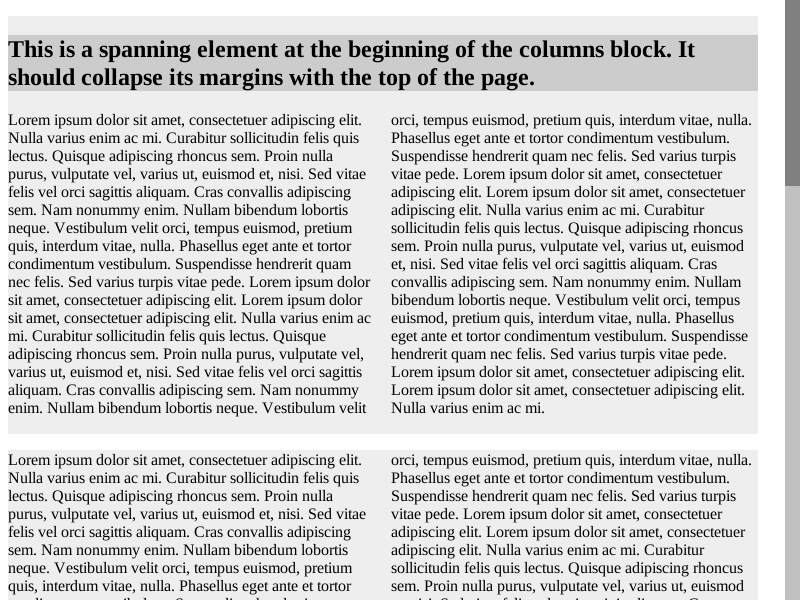 This is a spanning element at the beginning of the columns block. It
should collapse its margins with the top of the page.
Lorem ipsum dolor sit amet, consectetuer adipiscing elit.
Nulla varius enim ac mi. Curabitur sollicitudin felis quis
lectus. Quisque adipiscing rhoncus sem. Proin nulla
purus, vulputate vel, varius ut, euismod et, nisi. Sed vitae
felis vel orci sagittis aliquam. Cras convallis adipiscing
sem. Nam nonummy enim. Nullam bibendum lobortis
neque. Vestibulum velit orci, tempus euismod, pretium
quis, interdum vitae, nulla. Phasellus eget ante et tortor
condimentum vestibulum. Suspendisse hendrerit quam
nec felis. Sed varius turpis vitae pede. Lorem ipsum dolor
sit amet, consectetuer adipiscing elit. Lorem ipsum dolor
sit amet, consectetuer adipiscing elit. Nulla varius enim ac
mi. Curabitur sollicitudin felis quis lectus. Quisque
adipiscing rhoncus sem. Proin nulla purus, vulputate vel,
varius ut, euismod et, nisi. Sed vitae felis vel orci sagittis
aliquam. Cras convallis adipiscing sem. Nam nonummy
enim. Nullam bibendum lobortis neque. Vestibulum velit
orci, tempus euismod, pretium quis, interdum vitae, nulla.
Phasellus eget ante et tortor condimentum vestibulum.
Suspendisse hendrerit quam nec felis. Sed varius turpis
vitae pede. Lorem ipsum dolor sit amet, consectetuer
adipiscing elit. Lorem ipsum dolor sit amet, consectetuer
adipiscing elit. Nulla varius enim ac mi. Curabitur
sollicitudin felis quis lectus. Quisque adipiscing rhoncus
sem. Proin nulla purus, vulputate vel, varius ut, euismod
et, nisi. Sed vitae felis vel orci sagittis aliquam. Cras
convallis adipiscing sem. Nam nonummy enim. Nullam
bibendum lobortis neque. Vestibulum velit orci, tempus
euismod, pretium quis, interdum vitae, nulla. Phasellus
eget ante et tortor condimentum vestibulum. Suspendisse
hendrerit quam nec felis. Sed varius turpis vitae pede.
Lorem ipsum dolor sit amet, consectetuer adipiscing elit.
Lorem ipsum dolor sit amet, consectetuer adipiscing elit.
Nulla varius enim ac mi.
Lorem ipsum dolor sit amet, consectetuer adipiscing elit.
Nulla varius enim ac mi. Curabitur sollicitudin felis quis
lectus. Quisque adipiscing rhoncus sem. Proin nulla
purus, vulputate vel, varius ut, euismod et, nisi. Sed vitae
felis vel orci sagittis aliquam. Cras convallis adipiscing
sem. Nam nonummy enim. Nullam bibendum lobortis
neque. Vestibulum velit orci, tempus euismod, pretium
quis, interdum vitae, nulla. Phasellus eget ante et tortor
orci, tempus euismod, pretium quis, interdum vitae, nulla.
Phasellus eget ante et tortor condimentum vestibulum.
Suspendisse hendrerit quam nec felis. Sed varius turpis
vitae pede. Lorem ipsum dolor sit amet, consectetuer
adipiscing elit. Lorem ipsum dolor sit amet, consectetuer
adipiscing elit. Nulla varius enim ac mi. Curabitur
sollicitudin felis quis lectus. Quisque adipiscing rhoncus
sem. Proin nulla purus, vulputate vel, varius ut, euismod